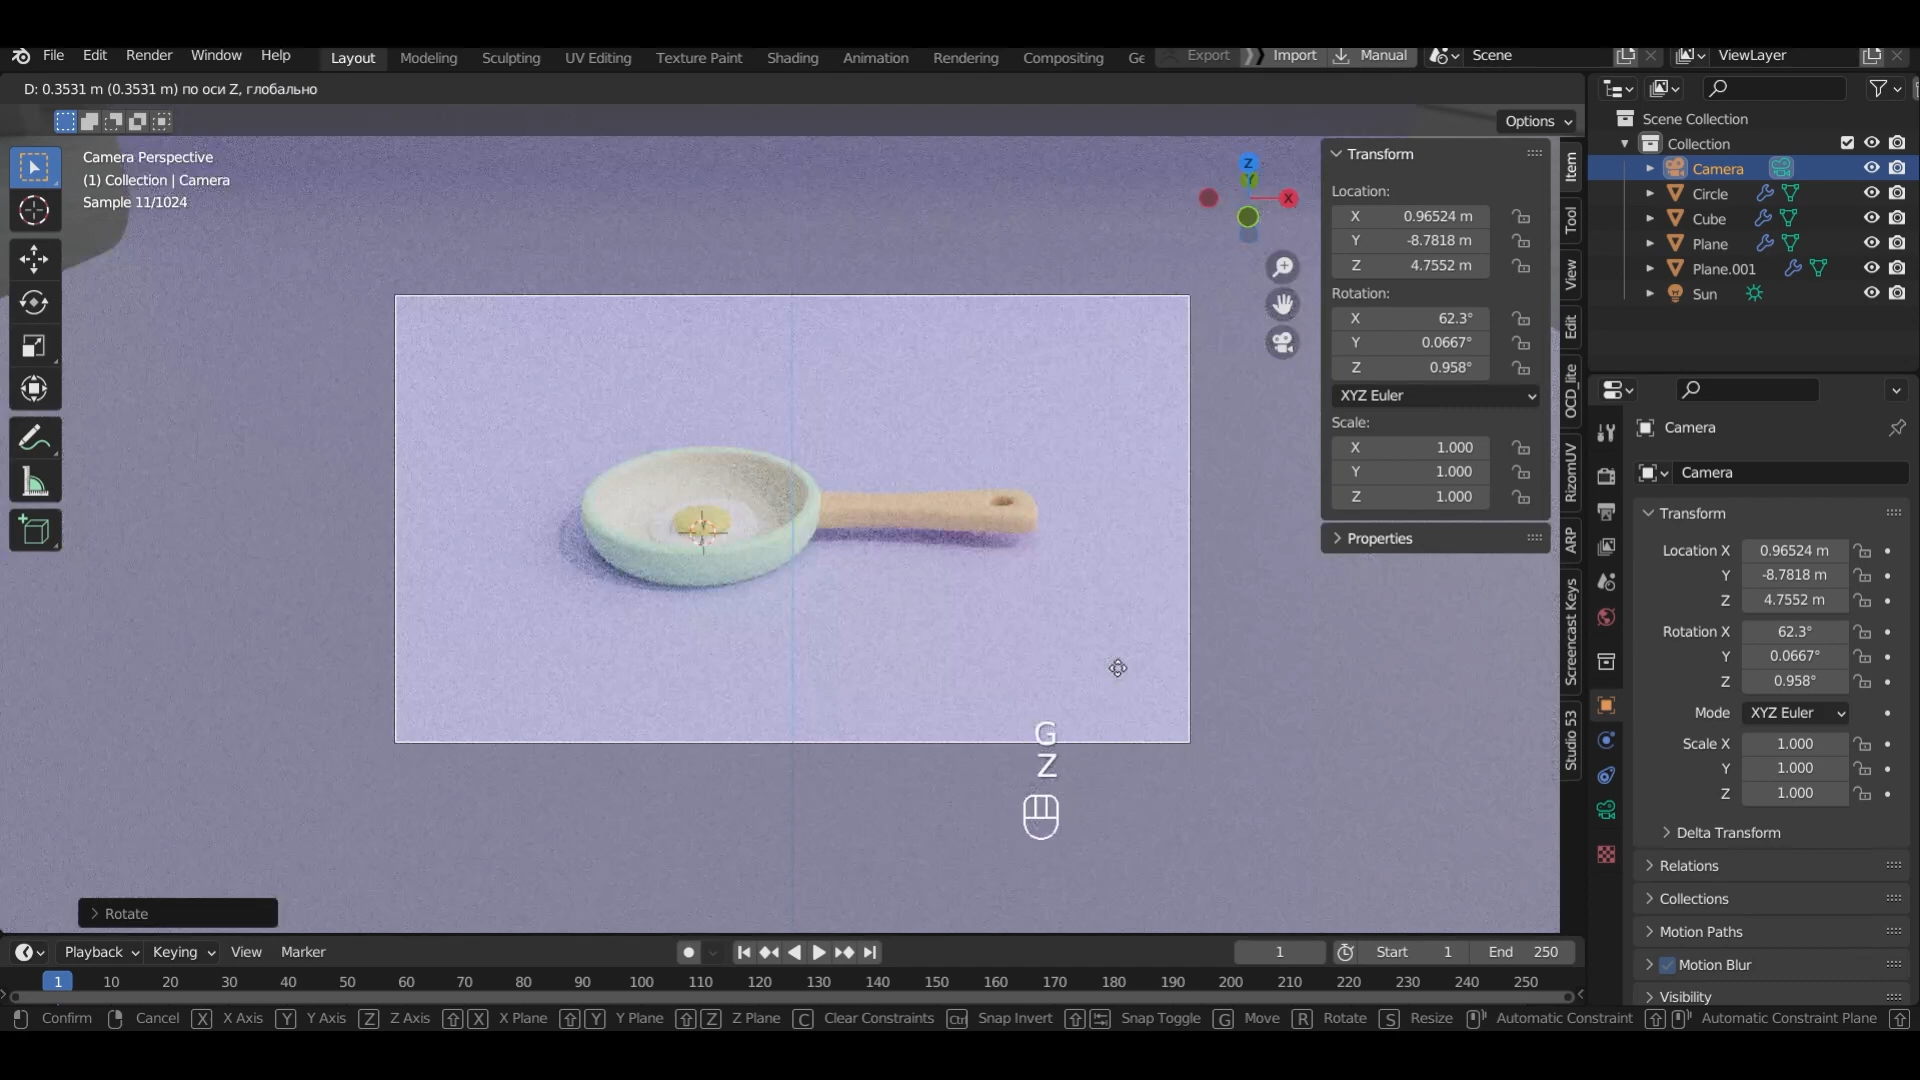 File Edit Render Window Help Layout Modeling Sculpting UV Editing Texture Paint Shading Animation Rendering Compositing Ge Export Import Manual Scene ViewLayer
D: 0.3531 m (0.3531 m) по оси Z, глобально
Options
Camera Perspective
(1) Collection | Camera
Sample 11/1024
Z
Y
X
Transform
Location:
X 0.96524 m
Y -8.7818 m
Z 4.7552 m
Rotation:
X 62.3°
Y 0.0667°
Z 0.958°
XYZ Euler
Scale:
X 1.000
Y 1.000
Z 1.000
Properties
Item
Tool
View
Edit
OCD_lite
RizomUV
ARP
Screencast Keys
Studio 53
Scene Collection
Collection
Camera
Circle
Cube
Plane
Plane.001
Sun
Camera
Camera
Transform
Location X 0.96524 m
Y -8.7818 m
Z 4.7552 m
Rotation X 62.3°
Y 0.0667°
Z 0.958°
Mode XYZ Euler
Scale X 1.000
Y 1.000
Z 1.000
Delta Transform
Relations
Collections
Motion Paths
Motion Blur
Visibility
G
Z
Rotate
Playback Keying View Marker 1 Start 1 End 250
1 10 20 30 40 50 60 70 80 90 100 110 120 130 140 150 160 170 180 190 200 210 220 230 240 250
Confirm Cancel X X Axis Y Y Axis Z Z Axis X X Plane Y Y Plane Z Z Plane C Clear Constraints Ctrl Snap Invert Snap Toggle G Move R Rotate S Resize Automatic Constraint Automatic Constraint Plane